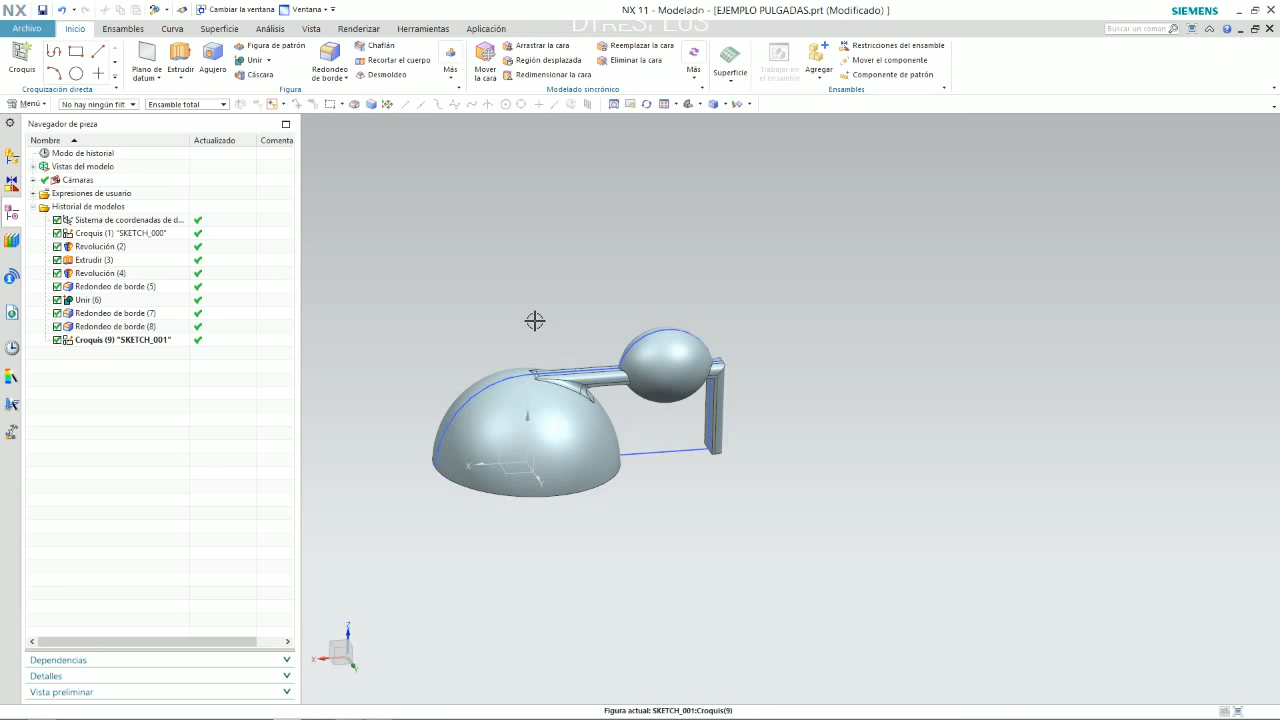 NX
Cambiar la ventana
Ventana
NX 11 - Modeladn - [EJEMPLO PULGADAS.prt (Modificado) ]
SIEMENS
Archivo
Inicio
Ensambles
Curva
Superficie
Análisis
Vista
Renderizar
Herramientas
Aplicación
DTRESPLUS
Buscar un coman
Croquis
Plano de datum
Extrudir
Agujero
Figura de patrón
Unir
Cáscara
Redondeo de borde
Chaflán
Recortar el cuerpo
Desmoldeo
Más
Mover la cara
Arrastrar la cara
Región desplazada
Redimensionar la cara
Reemplazar la cara
Eliminar la cara
Más
Superficie
Trabajar en el ensamble
Agregar
Restricciones del ensamble
Mover el componente
Componente de patrón
Croquización directa
Figura
Modelado sincrónico
Ensambles
Menú
No hay ningún filt
Ensamble total
Navegador de pieza
Nombre
Actualizado
Comenta
Modo de historial
Vistas del modelo
Cámaras
Expresiones de usuario
Historial de modelos
Sistema de coordenadas de d...
Croquis (1) "SKETCH_000"
Revolución (2)
Extrudir (3)
Revolución (4)
Redondeo de borde (5)
Unir (6)
Redondeo de borde (7)
Redondeo de borde (8)
Croquis (9) "SKETCH_001"
X
Y
Z
X
Y
Dependencias
Detalles
Vista preliminar
Figura actual: SKETCH_001:Croquis(9)